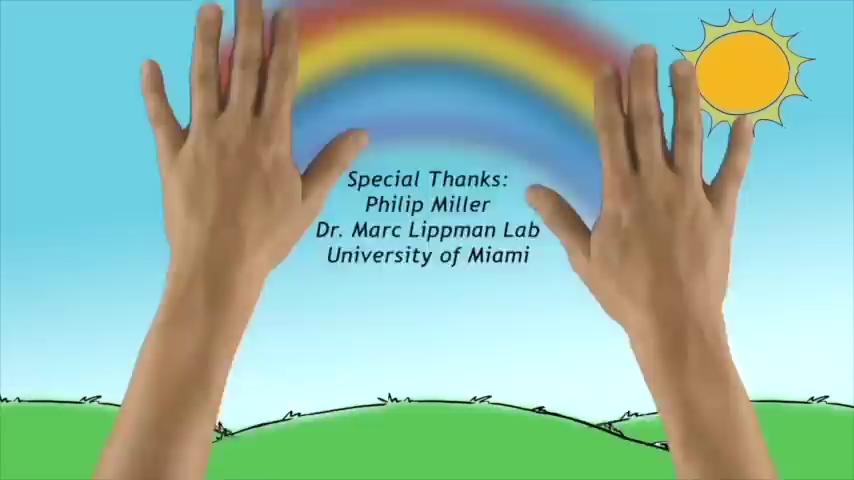 Special Thanks:
Philip Miller
Dr. Marc Lippman Lab
University of Miami